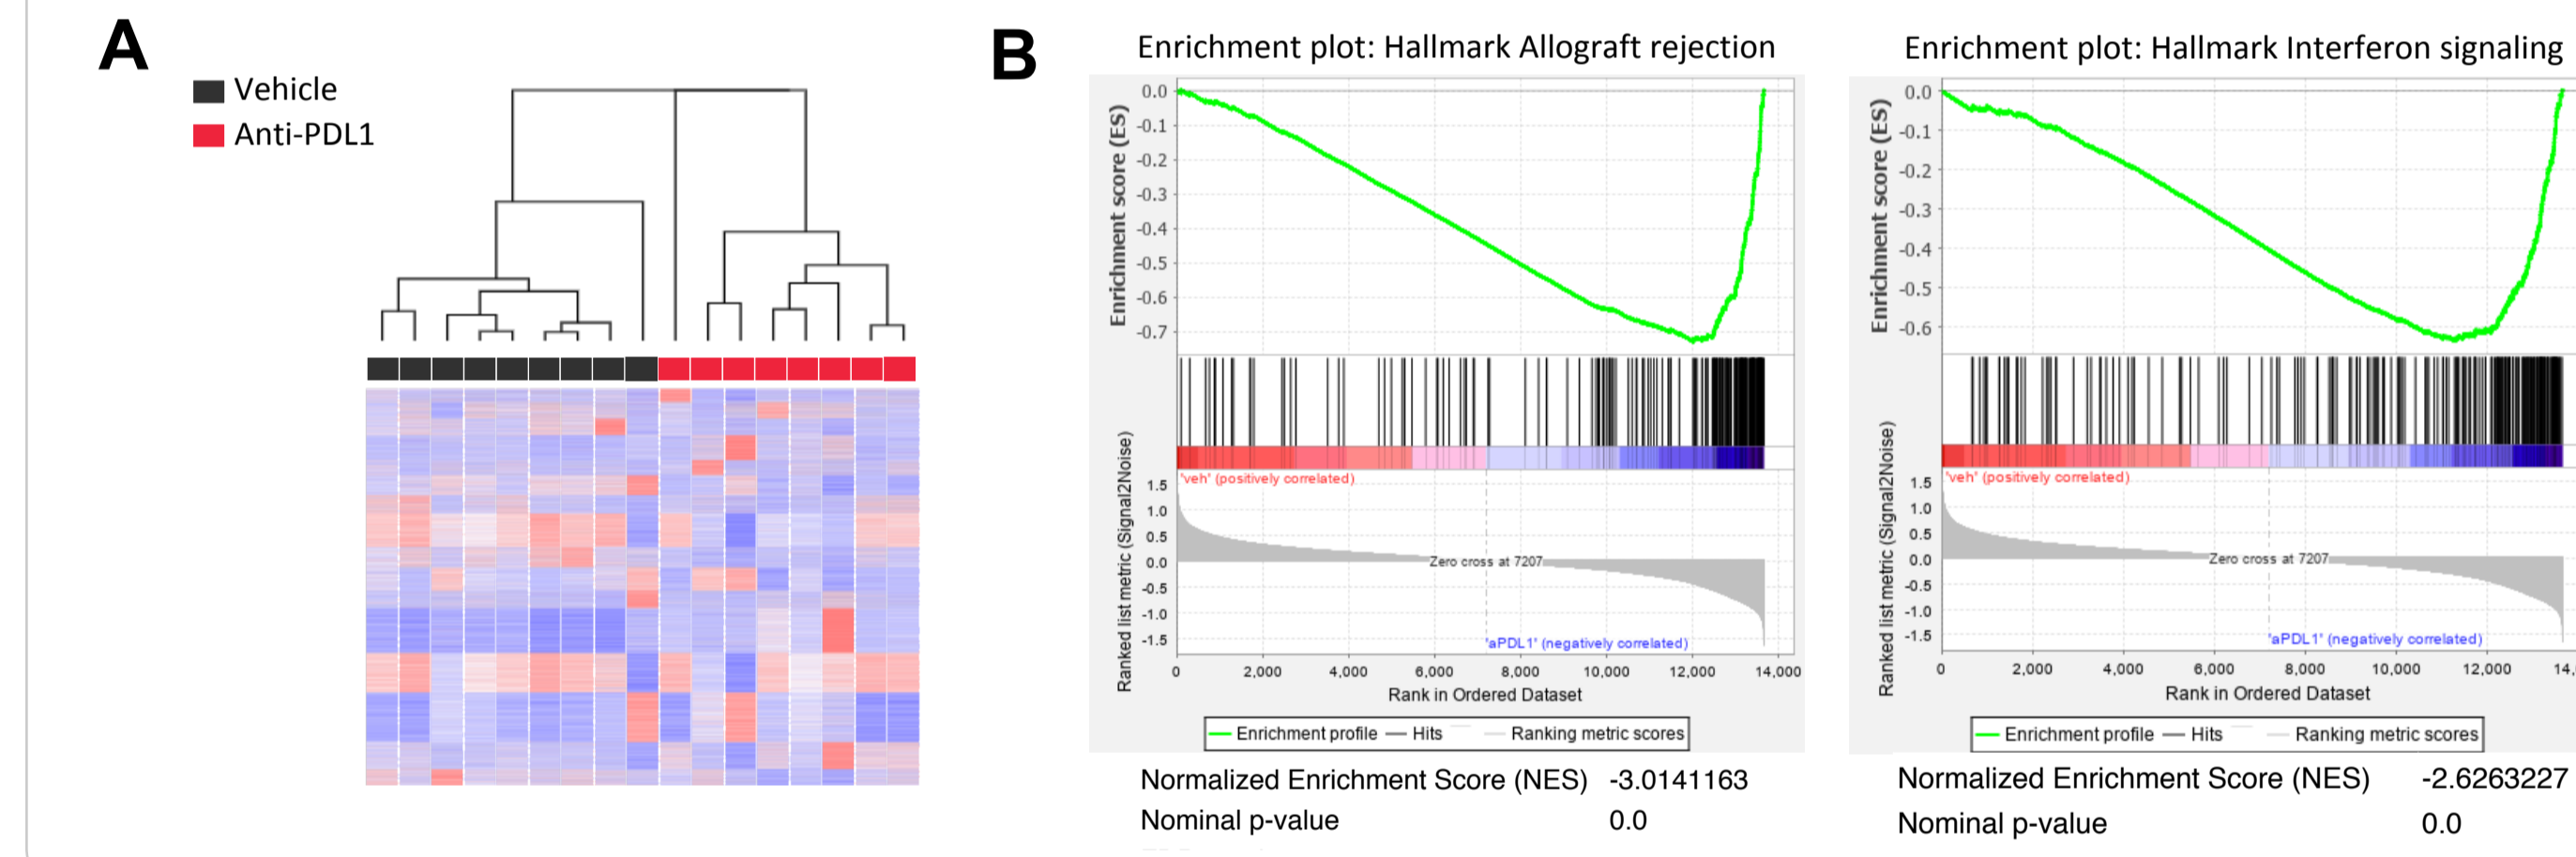 A
Vehicle
Anti-PDL1
B
Enrichment plot: Hallmark Allograft rejection
Enrichment score (ES)
0.0
-0.1
-0.2
-0.3
-0.4
-0.5
-0.6
-0.7
Ranked list metric (Signal2Noise)
1.5
1.0
0.5
0.0
-0.5
-1.0
-1.5
'veh' (positively correlated)
Zero cross at 7207
'aPDL1' (negatively correlated)
0 2,000 4,000 6,000 8,000 10,000 12,000 14,000
Rank in Ordered Dataset
Enrichment profile Hits Ranking metric scores
Normalized Enrichment Score (NES) -3.0141163
Nominal p-value 0.0
Enrichment plot: Hallmark Interferon signaling
Enrichment score (ES)
0.0
-0.1
-0.2
-0.3
-0.4
-0.5
-0.6
Ranked list metric (Signal2Noise)
1.5
1.0
0.5
0.0
-0.5
-1.0
-1.5
'veh' (positively correlated)
Zero cross at 7207
'aPDL1' (negatively correlated)
0 2,000 4,000 6,000 8,000 10,000 12,000 14,
Rank in Ordered Dataset
Enrichment profile Hits Ranking metric scores
Normalized Enrichment Score (NES) -2.6263227
Nominal p-value 0.0